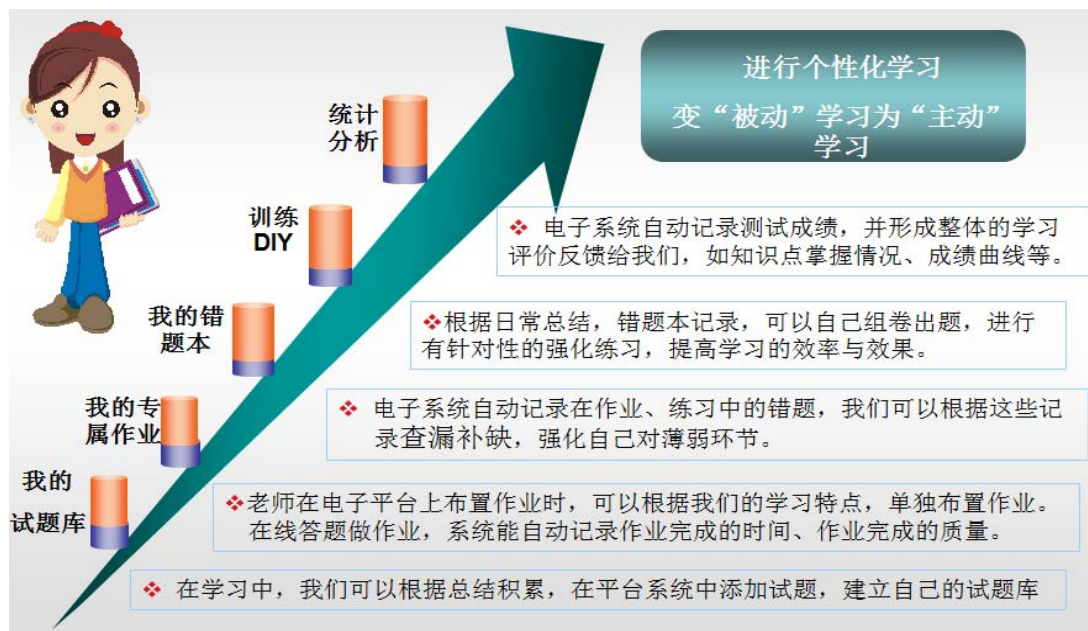 进行个性化学习
变“被动”学习为“主动”
学习
统计
分析
❖ 电子系统自动记录测试成绩，并形成整体的学习
评价反馈给我们，如知识点掌握情况、成绩曲线等。
训练
DIY
❖根据日常总结，错题本记录，可以自己组卷出题，进行
有针对性的强化练习，提高学习的效率与效果。
我的错
题本
❖ 电子系统自动记录在作业、练习中的错题，我们可以根据这些记
录查漏补缺，强化自己对薄弱环节。
我的专
属作业
❖老师在电子平台上布置作业时，可以根据我们的学习特点，单独布置作业。
在线答题做作业，系统能自动记录作业完成的时间、作业完成的质量。
我的
试题库
❖ 在学习中，我们可以根据总结积累，在平台系统中添加试题，建立自己的试题库